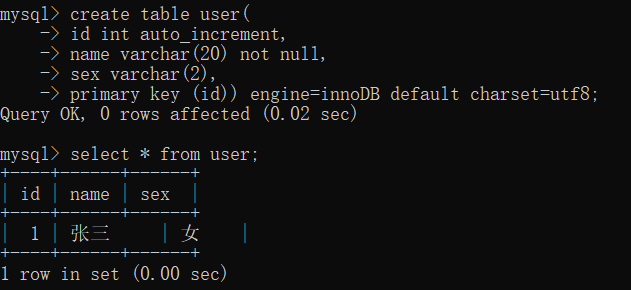 mysql> create table user(
    -> id int auto_increment,
    -> name varchar(20) not null,
    -> sex varchar(2),
    -> primary key (id)) engine=innoDB default charset=utf8;
Query OK, 0 rows affected (0.02 sec)
mysql> select * from user;
+----+------+------+
| id | name | sex  |
+----+------+------+
|  1 | 张三     | 女    |
+----+------+------+
1 row in set (0.00 sec)